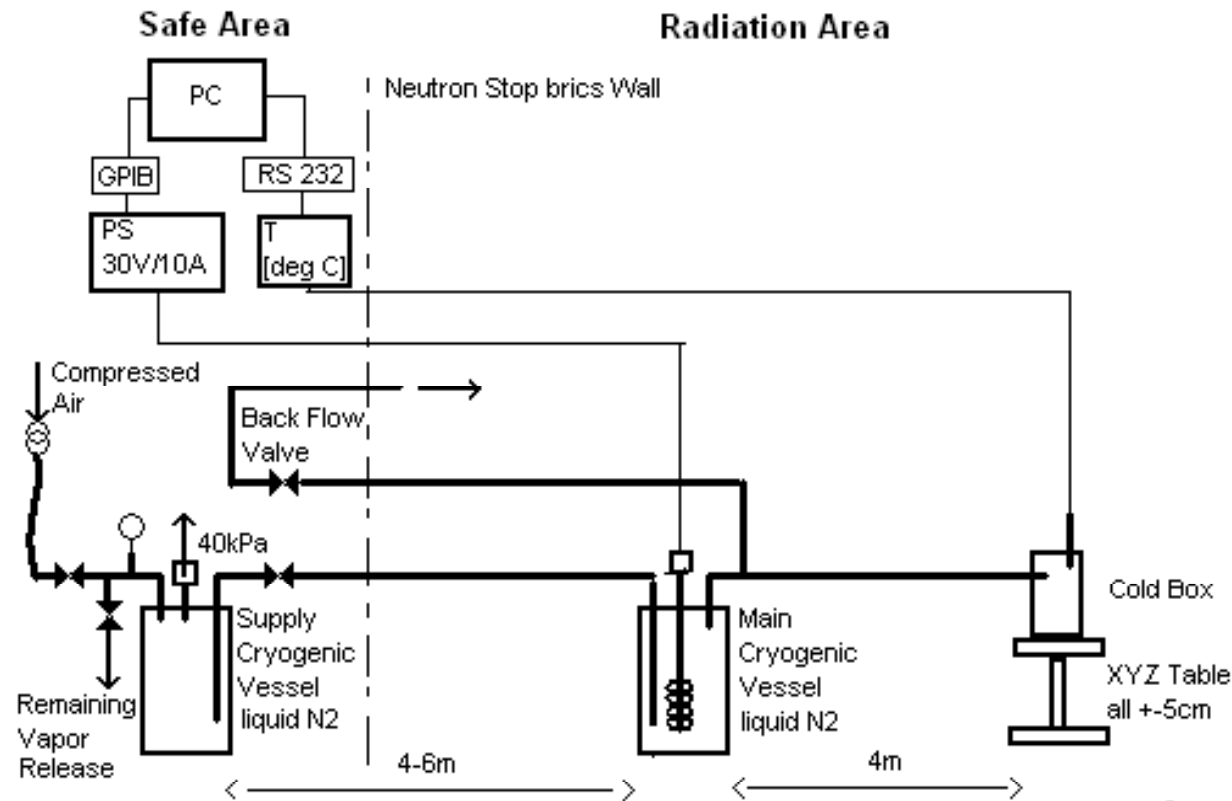 Safe Area
Radiation Area
PC
Neutron Stop brics Wall
GPIB
RS 232
PS
30V/10A
T
[deg C]
Compressed
Air
Back Flow
Valve
40kPa
Supply
Cryogenic
Vessel
liquid N2
Main
Cryogenic
Vessel
liquid N2
Cold Box
XYZ Table
all +-5cm
Remaining
Vapor
Release
4-6m
4m